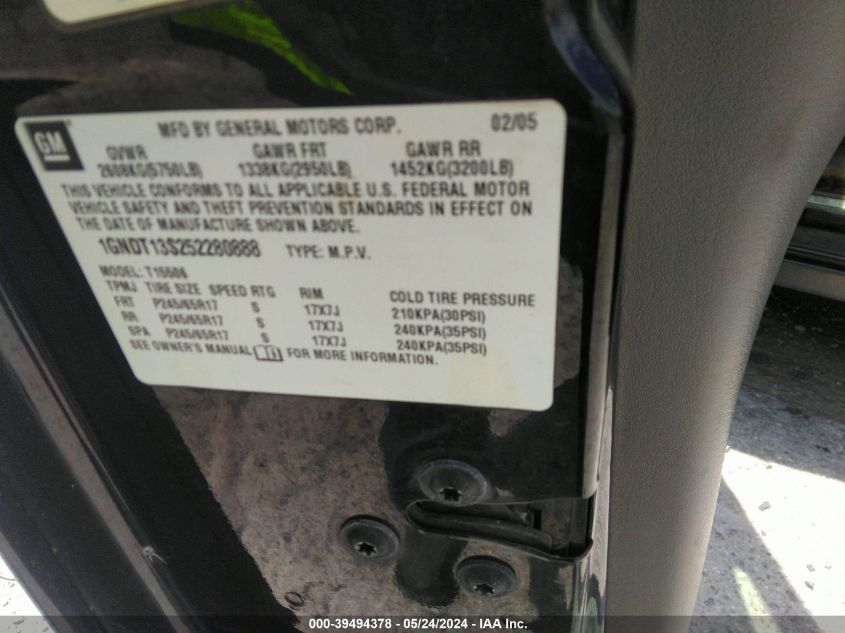 GM
MFD BY GENERAL MOTORS CORP. 02/05
GVWR GAWR FRT GAWR RR
2608KG(5750LB) 1338KG(2950LB) 1452KG(3200LB)
THIS VEHICLE CONFORMS TO ALL APPLICABLE U.S. FEDERAL MOTOR
VEHICLE SAFETY AND THEFT PREVENTION STANDARDS IN EFFECT ON
THE DATE OF MANUFACTURE SHOWN ABOVE.
1GNDT13S252280888 TYPE: M.P.V.
MODEL: T15506
TPMJ TIRE SIZE SPEED RTG RIM COLD TIRE PRESSURE
FRT P245/65R17 S 17X7J 210KPA(30PSI)
RR P245/65R17 S 17X7J 240KPA(35PSI)
SPA P245/65R17 S 17X7J 240KPA(35PSI)
SEE OWNER'S MANUAL FOR MORE INFORMATION.
000-39494378 - 05/24/2024 - IAA Inc.